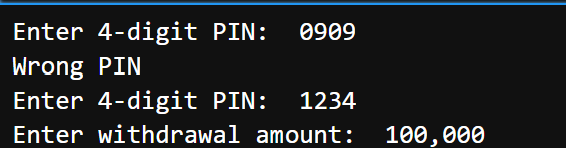 Enter 4-digit PIN:  0909
Wrong PIN
Enter 4-digit PIN:  1234
Enter withdrawal amount:  100,000